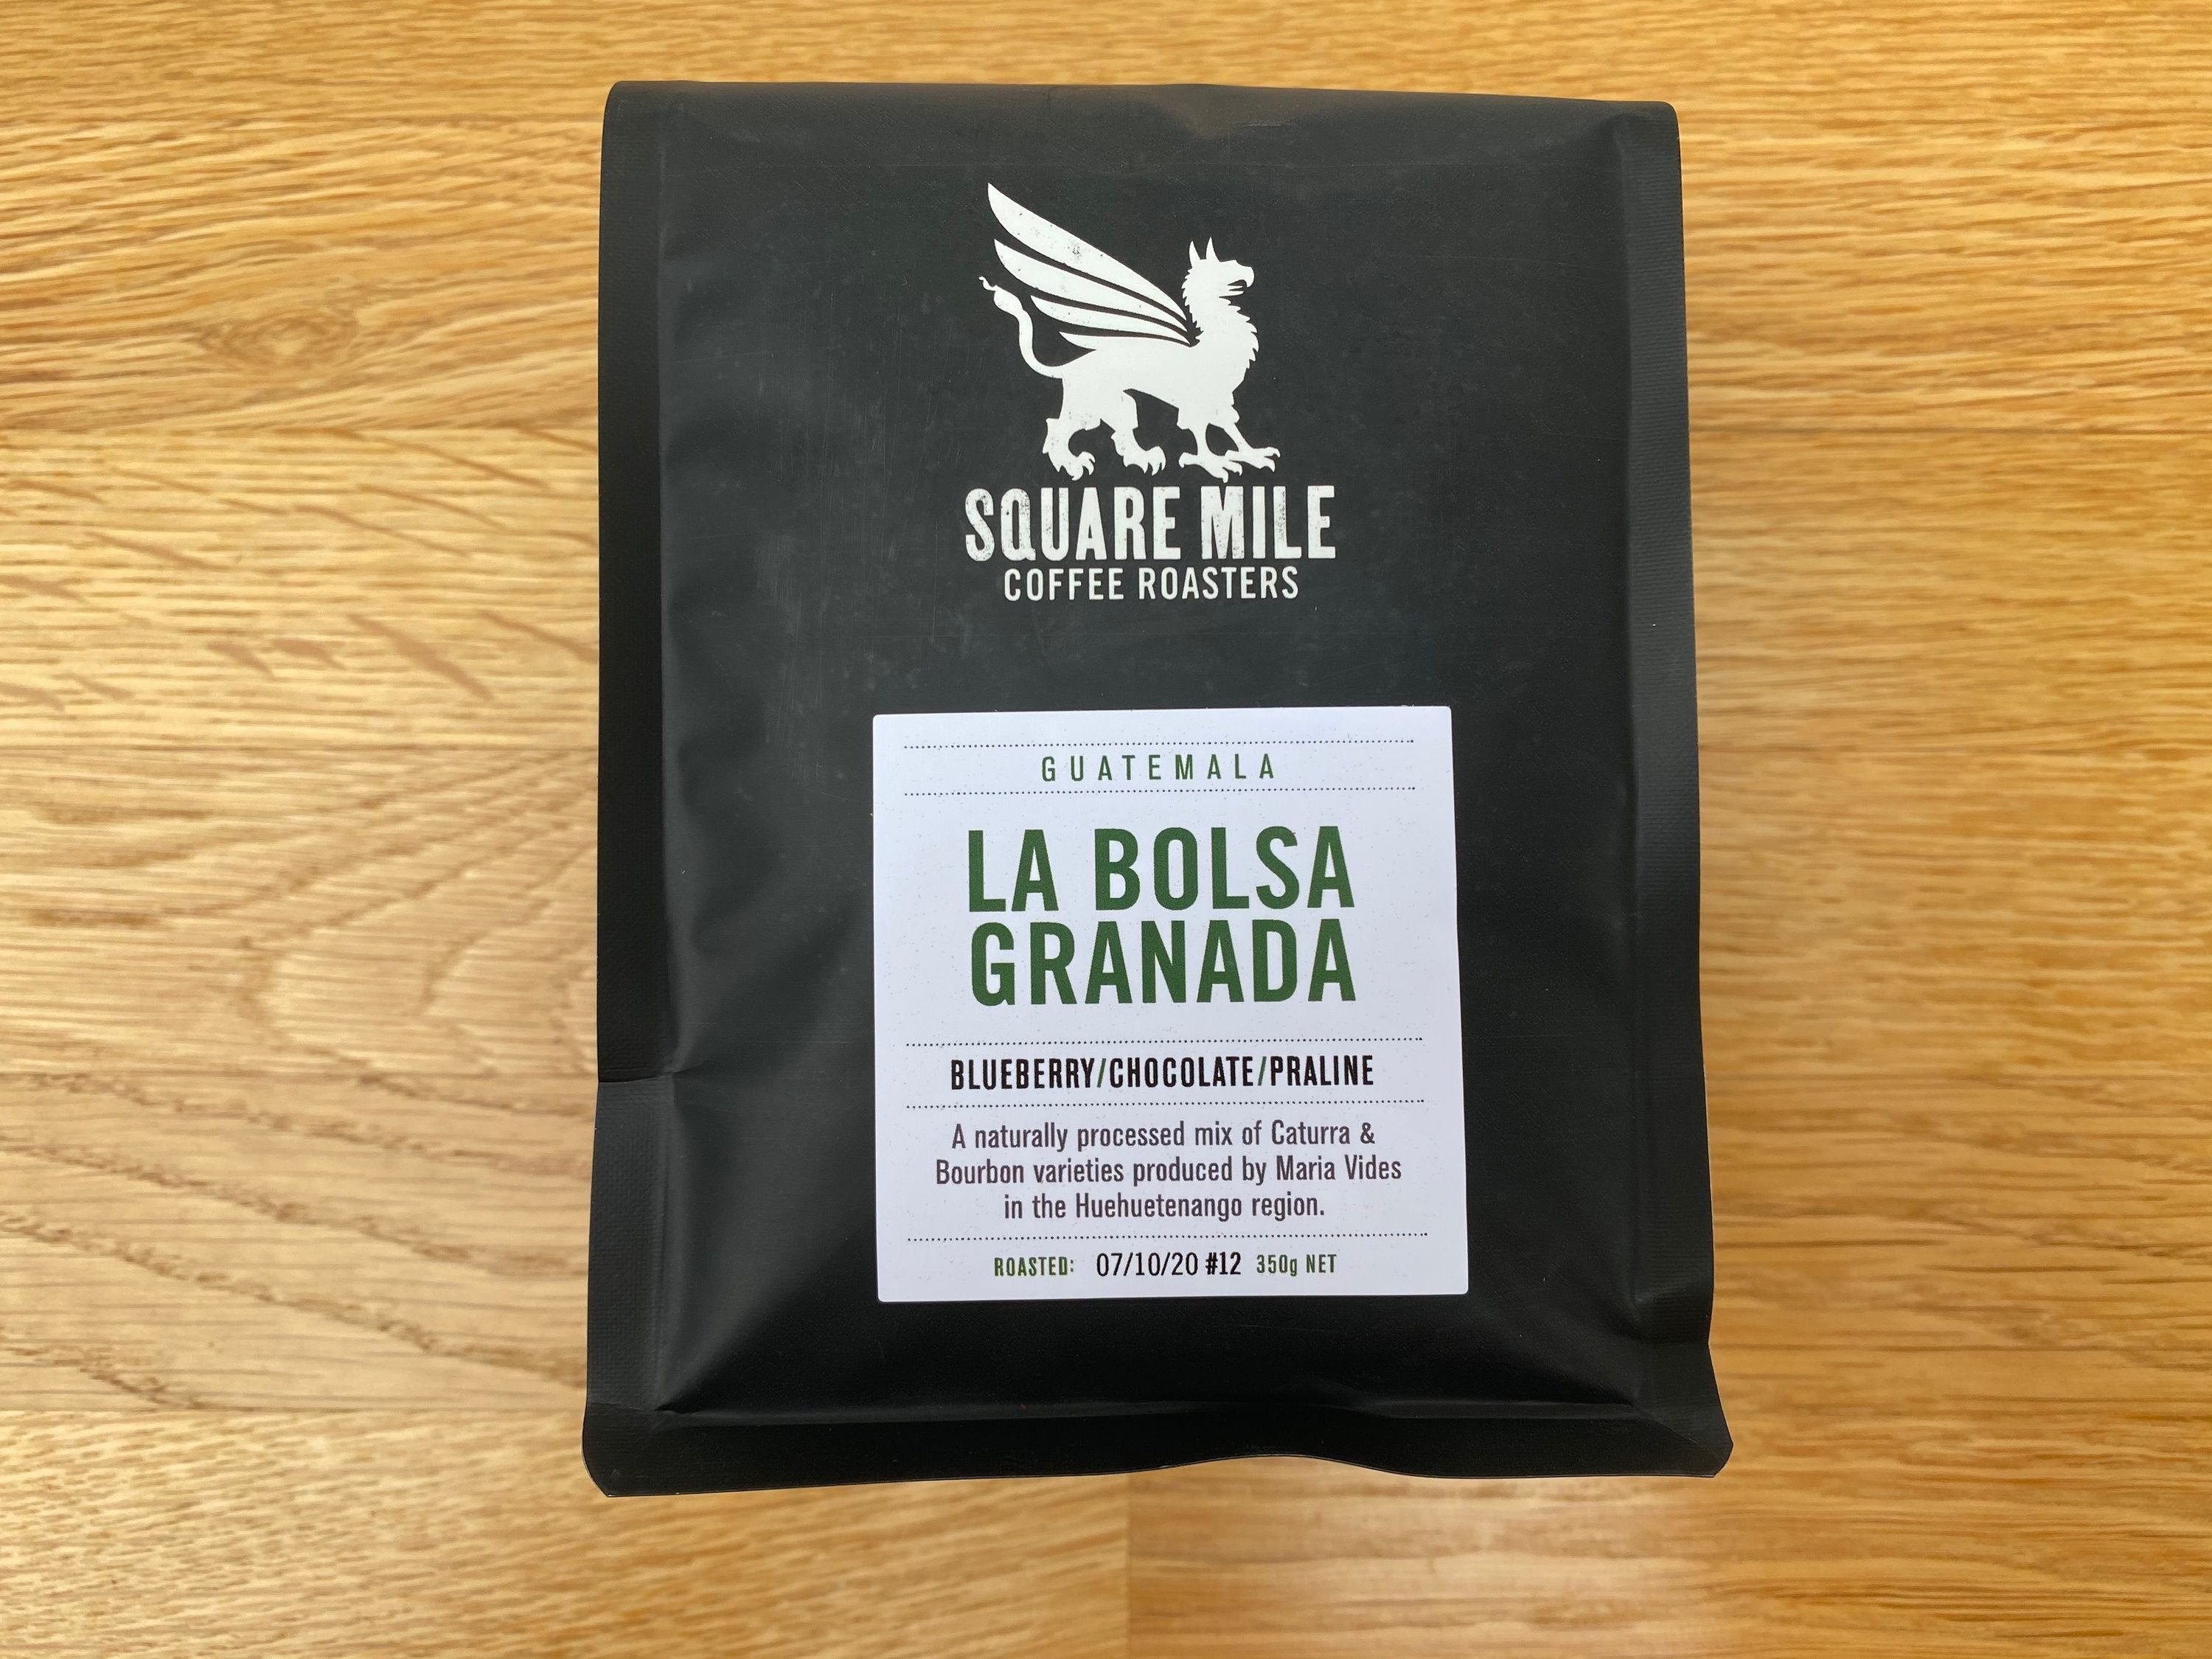 SQUARE MILE
COFFEE ROASTERS
GUATEMALA
LA BOLSA
GRANADA
BLUEBERRY/CHOCOLATE/PRALINE
A naturally processed mix of Caturra &
Bourbon varieties produced by Maria Vides
in the Huehuetenango region.
ROASTED: 07/10/20 #12 350g NET